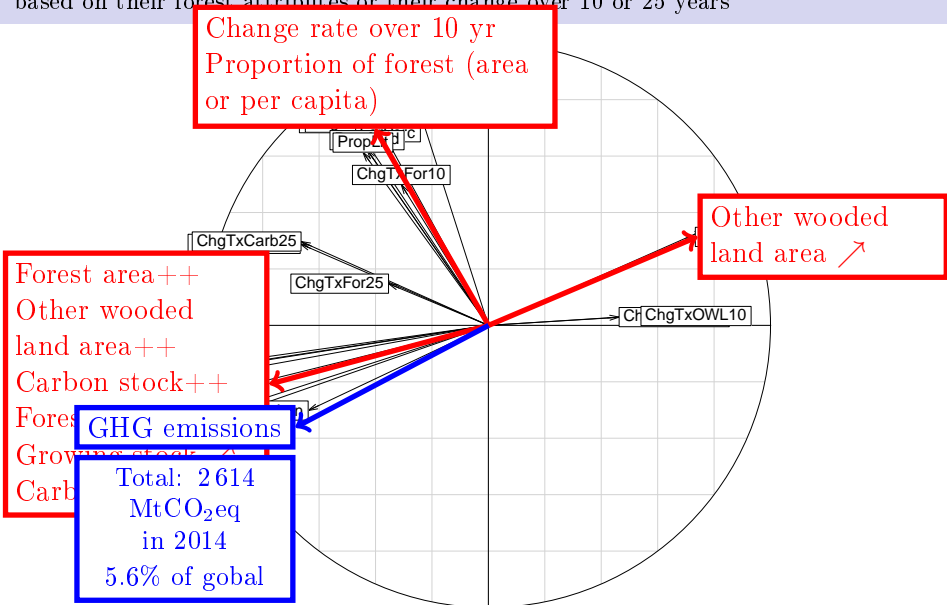 based on their forest attributes or their change over 10 or 25 years
Change rate over 10 yr
Proportion of forest (area
or per capita)
c
d
ChgTxFor10
Other wooded
land area ↗
ChgTxCarb25
ChgTxFor25
ChgTxOWL10
Forest area++
Other wooded
land area++
Carbon stock++
GHG emissions
Growing stock ↗
Total: 2 614
MtCO₂eq
in 2014
5.6% of gobal